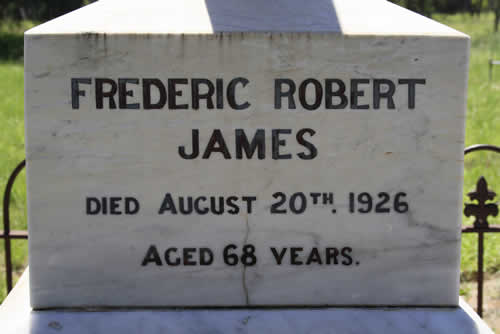 FREDERIC ROBERT
JAMES
DIED AUGUST 20TH. 1926
AGED 68 YEARS.